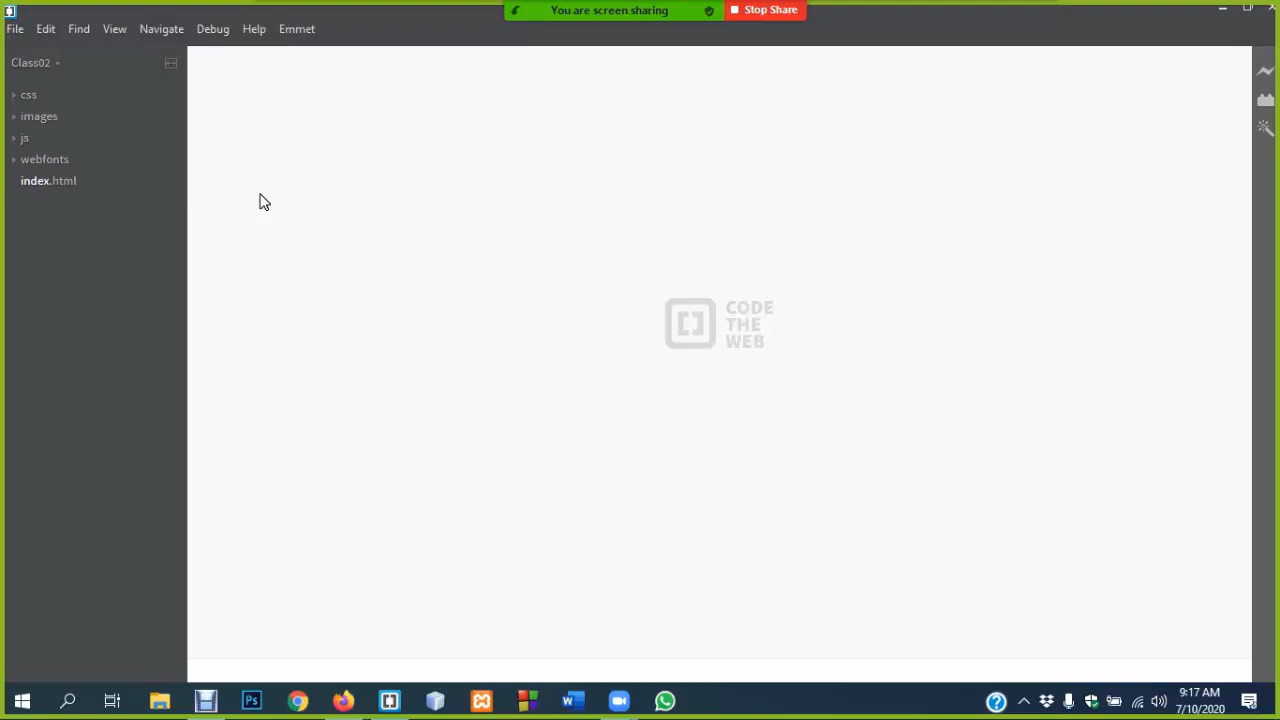 You are screen sharing
Stop Share
File Edit Find View Navigate Debug Help Emmet
Class02
css
images
js
webfonts
index.html
CODE
THE
WEB
Ps
9:17 AM
7/10/2020